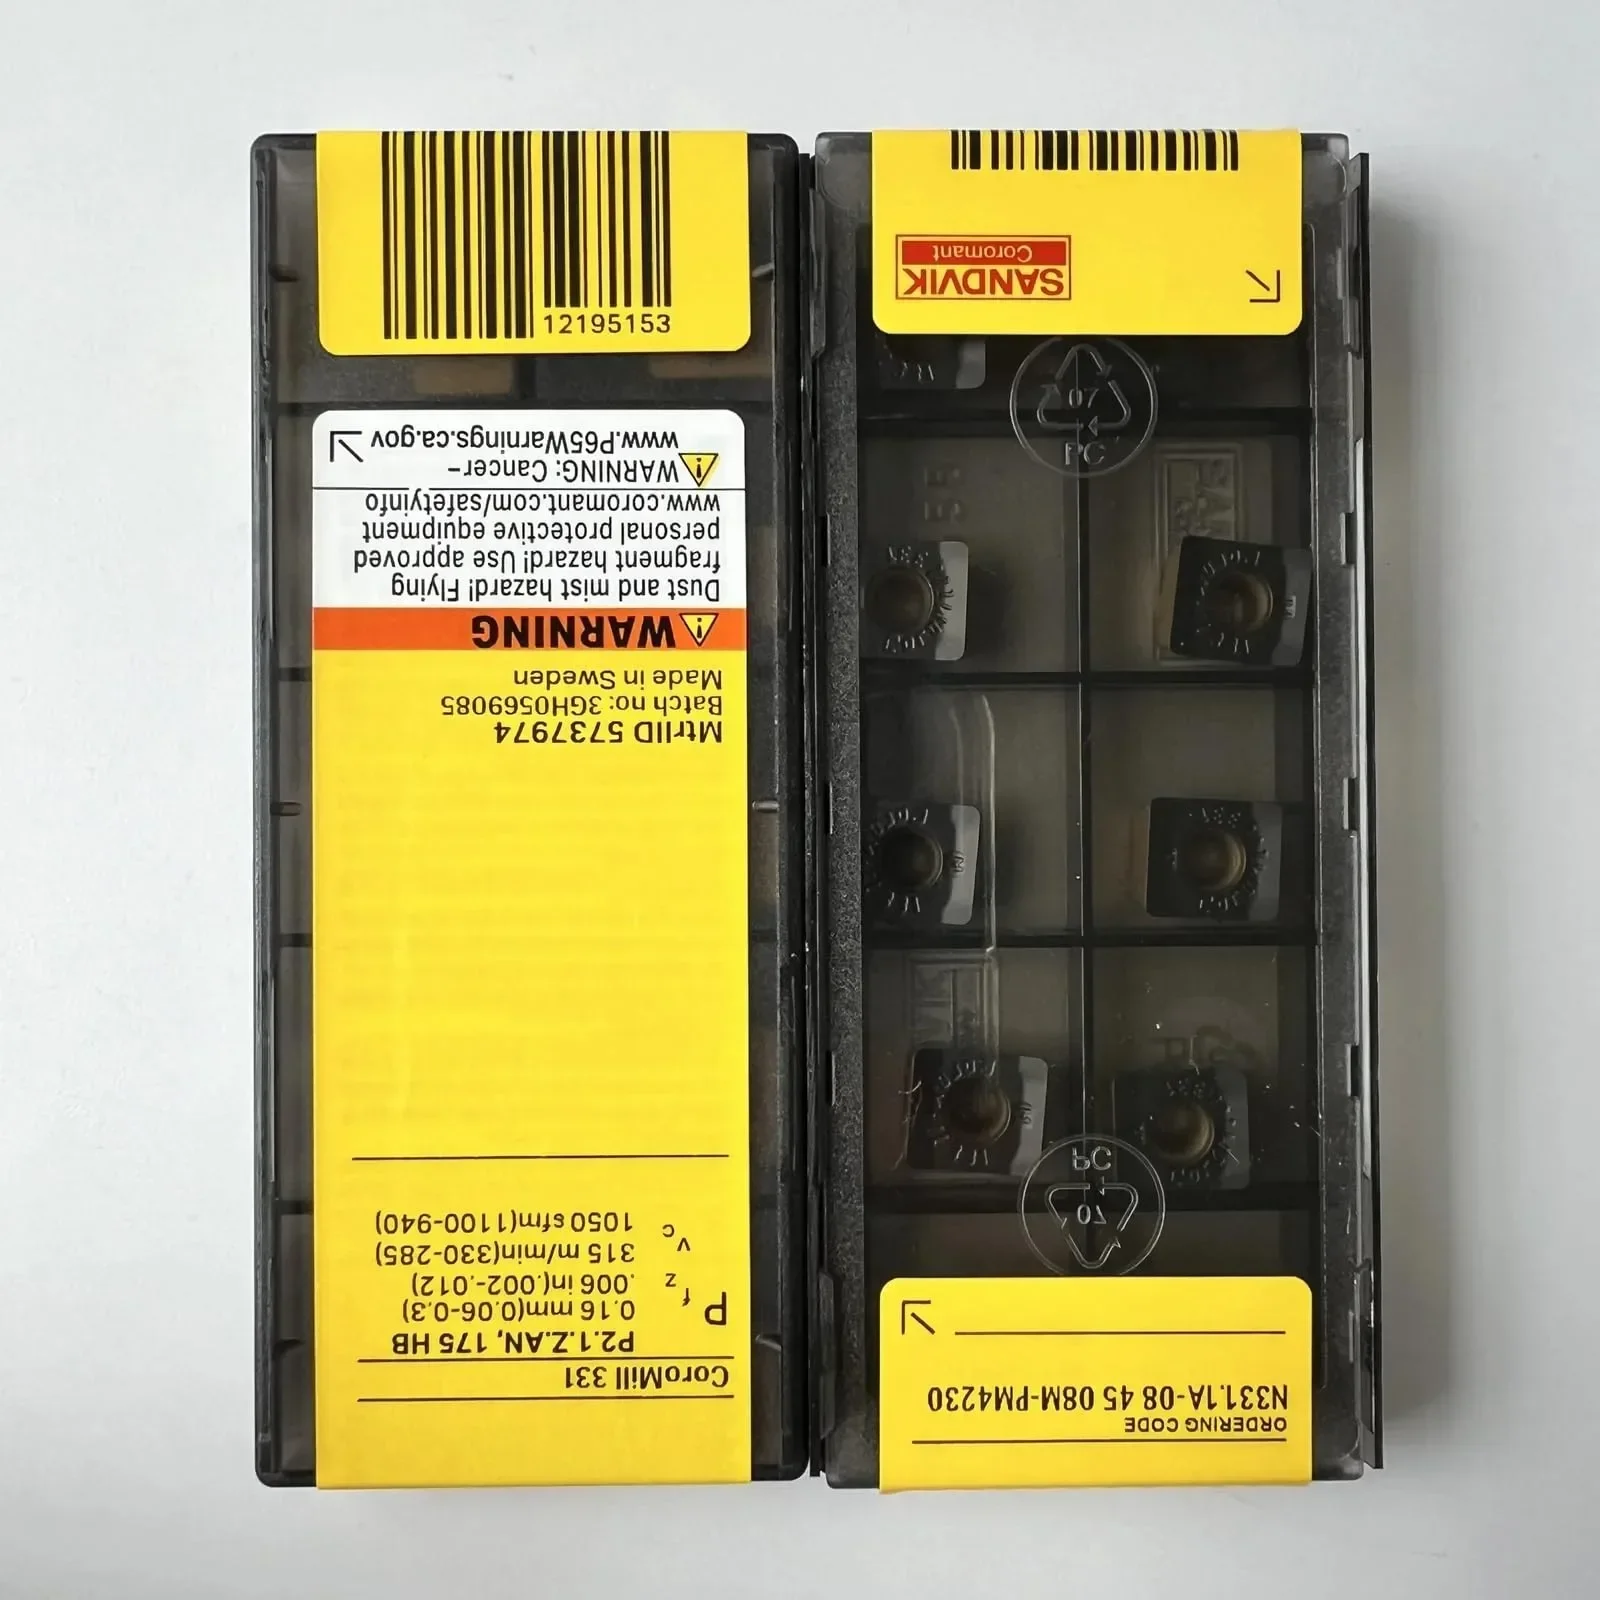 12195153
www.P65Warnings.ca.gov
WARNING: Cancer-
www.coromant.com/safetyinfo
personal protective equipment
fragment hazard! Use approved
Dust and mist hazard! Flying
WARNING
Made in Sweden
Batch no: 3GH0569085
MtrlID 5737974
vc 1050 sfm(1100-940)
315 m/min(330-285)
fz .006 in(.002-.012)
0.16 mm(0.06-0.3)
P P2.1.Z.AN, 175 HB
CoroMill 331
SANDVIK
Coromant
07
PC
PC
07
ORDERING CODE
N331.1A-08 45 08M-PM4230